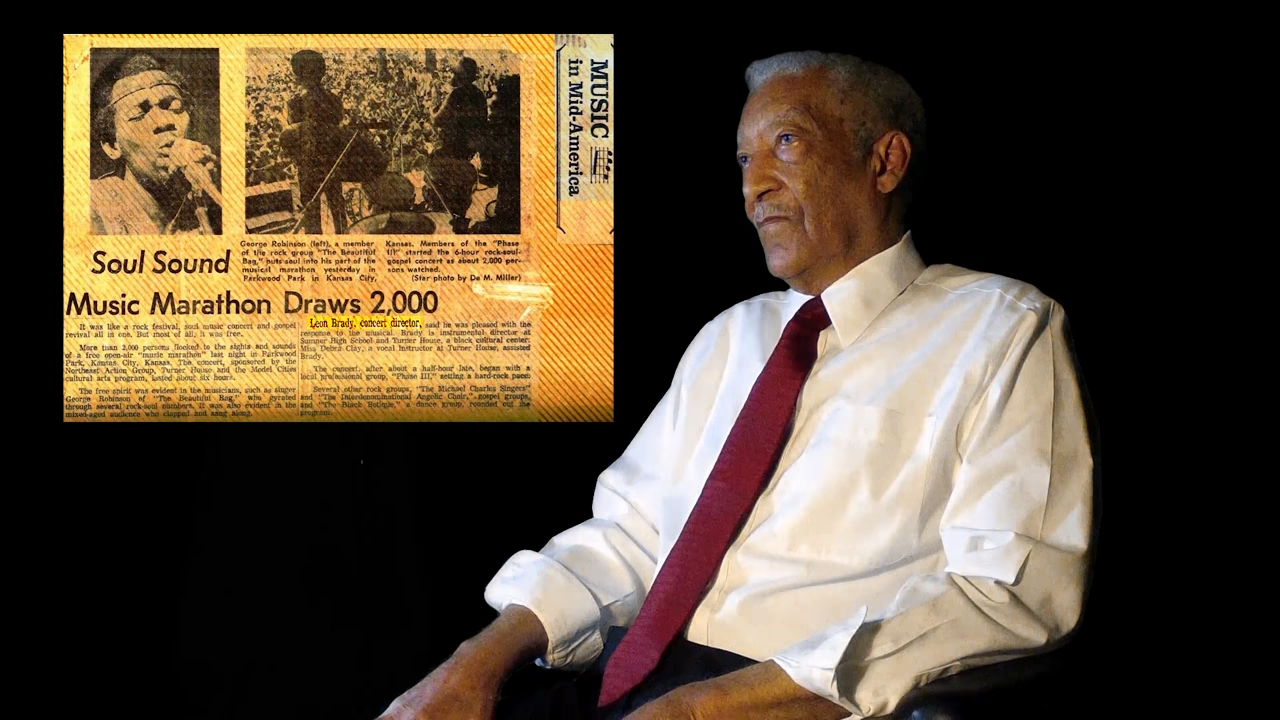 MUSIC
in Mid-America
George Robinson (left), a member
of the rock group "The Beautiful
Bag," puts soul into his part of the
musical marathon yesterday in
Parkwood Park in Kansas City,
Kansas. Members of the "Phase
III" started the 6-hour rock-soul-
gospel concert as about 2,000 per-
sons watched.
(Star photo by De M. Miller)
Soul Sound
Music Marathon Draws 2,000
It was like a rock festival, soul music concert and gospel
revival all in one. But most of all, it was free.
More than 2,000 persons flocked to the sights and sounds
of a free open-air "music marathon" last night in Parkwood
Park, Kansas City, Kansas. The concert, sponsored by the
Northeast Action Group, Turner House and the Model Cities
cultural arts program, lasted about six hours.
The free spirit was evident in the musicians, such as singer
George Robinson of "The Beautiful Bag," who gyrated
through several rock-soul numbers. It was also evident in the
mixed-aged audience who clapped and sang along.
Leon Brady, concert director, said he was pleased with the
response to the musical. Brady is instrumental director at
Sumner High School and Turner House, a black cultural center.
Miss Debra Clay, a vocal instructor at Turner House, assisted
Brady.
The concert, after about a half-hour late, began with a
local professional group, "Phase III," setting a hard-rock pace.
Several other rock groups, "The Michael Charles Singers"
and "The Interdenominational Angelic Choir," gospel groups,
and "The Black Botique," a dance group, rounded out the
program.